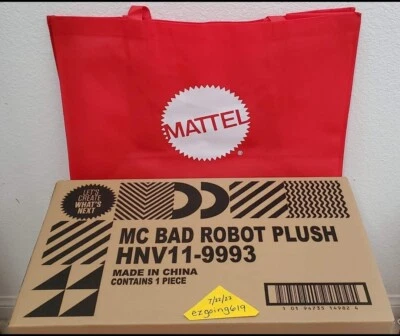 MATTEL
®
LET'S
CREATE
WHAT'S
NEXT
MC BAD ROBOT PLUSH
HNV11-9993
MADE IN CHINA
CONTAINS 1 PIECE
7/22/23
ezgoing619